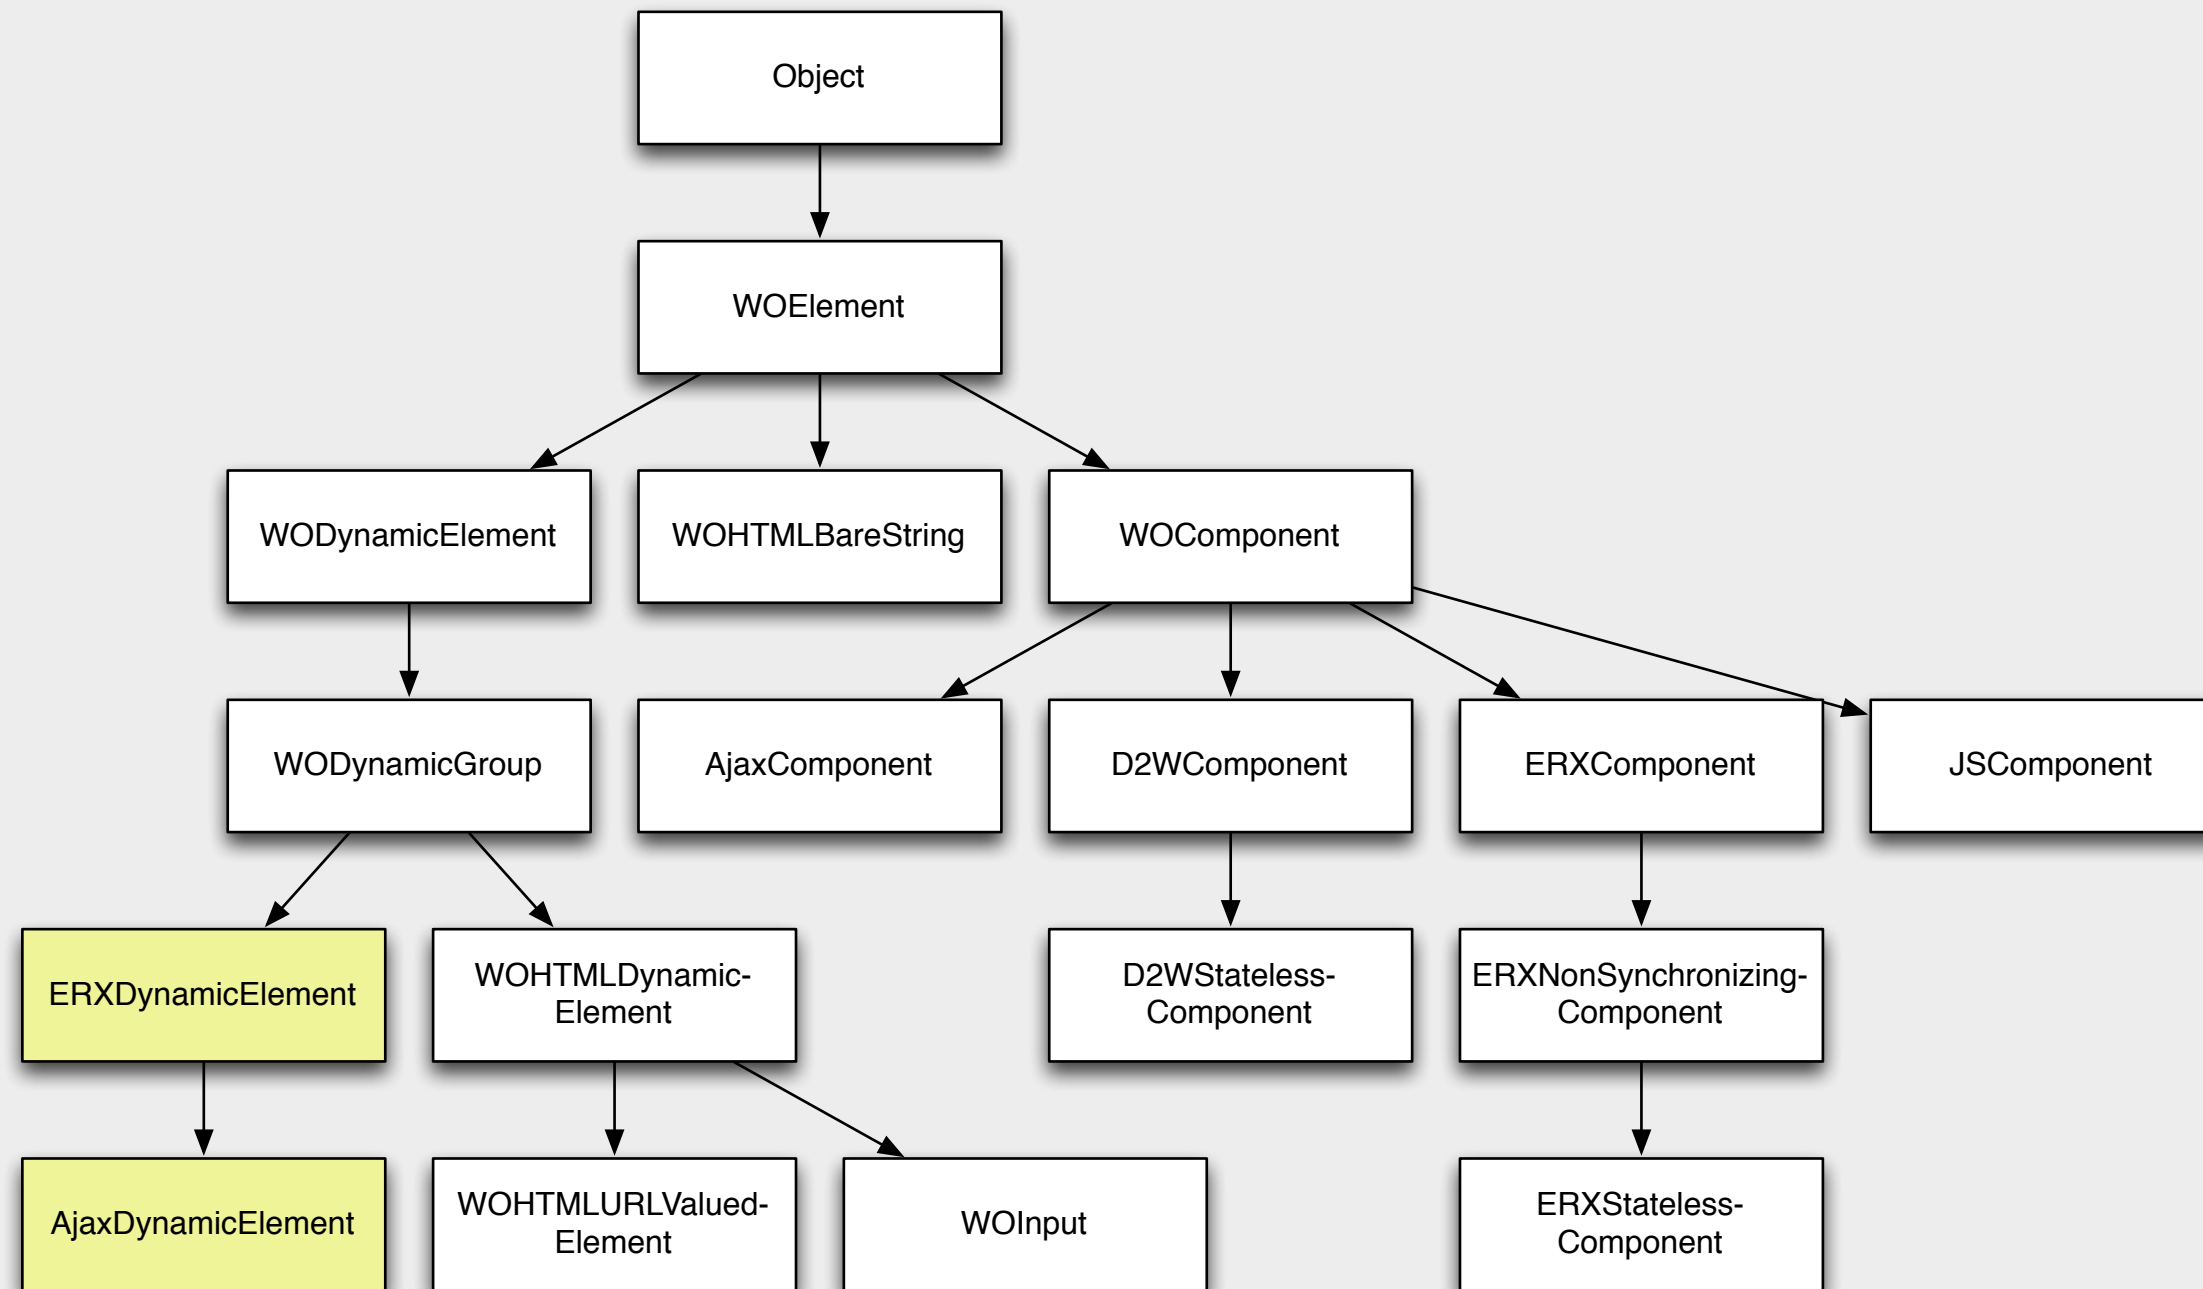 Object
WOElement
WODynamicElement
WOHTMLBareString
WOComponent
WODynamicGroup
AjaxComponent
D2WComponent
ERXComponent
JSComponent
ERXDynamicElement
WOHTMLDynamic-
Element
D2WStateless-
Component
ERXNonSynchronizing-
Component
AjaxDynamicElement
WOHTMLURLValued-
Element
WOInput
ERXStateless-
Component